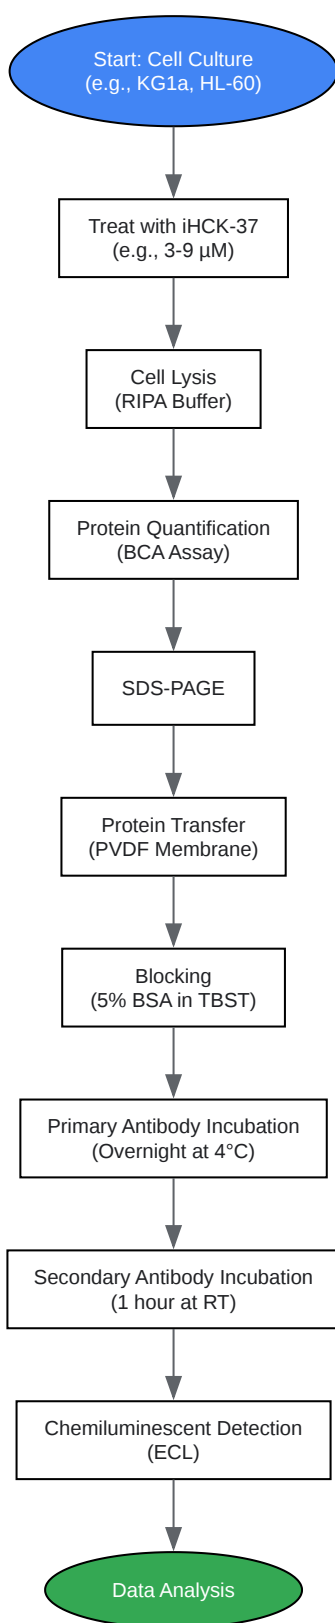 Start: Cell Culture
(e.g., KG1a, HL-60)
Treat with iHCK-37
(e.g., 3-9 µM)
Cell Lysis
(RIPA Buffer)
Protein Quantification
(BCA Assay)
SDS-PAGE
Protein Transfer
(PVDF Membrane)
Blocking
(5% BSA in TBST)
Primary Antibody Incubation
(Overnight at 4°C)
Secondary Antibody Incubation
(1 hour at RT)
Chemiluminescent Detection
(ECL)
Data Analysis